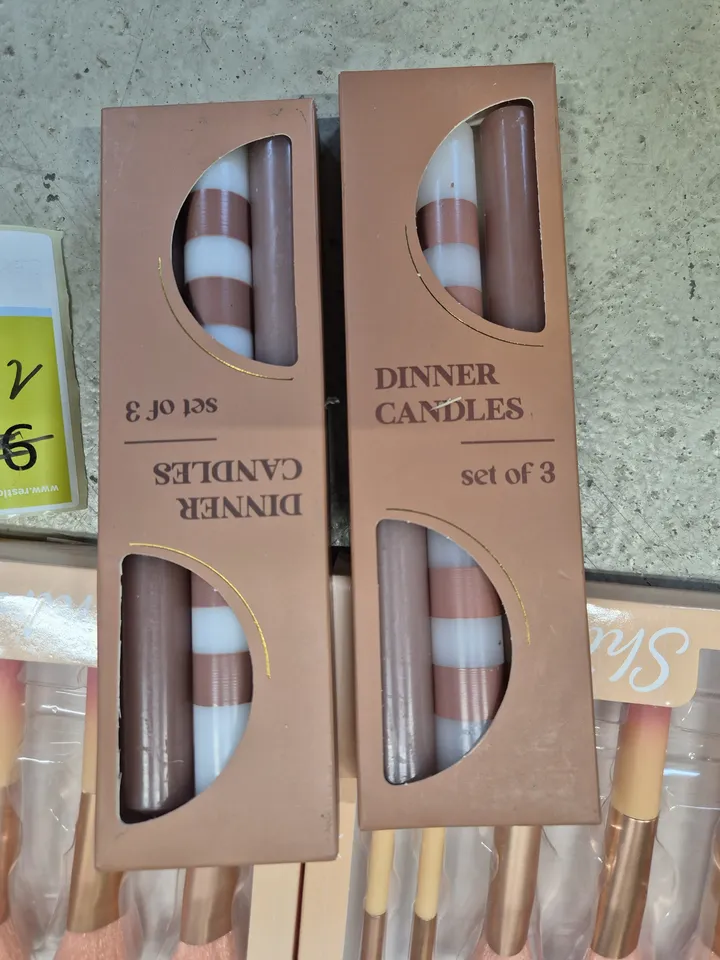 DINNER
CANDLES
set of 3
DINNER
CANDLES
set of 3